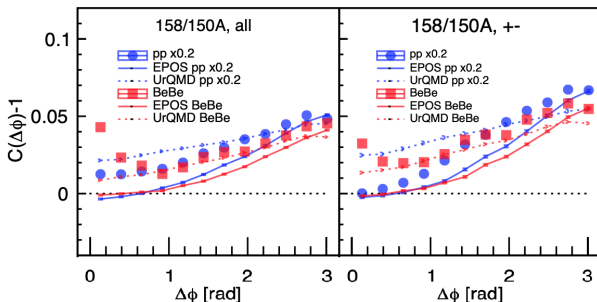 158/150A, all
158/150A, +-
C(Δϕ)-1
0.1
0.05
0
pp x0.2
EPOS pp x0.2
UrQMD pp x0.2
BeBe
EPOS BeBe
UrQMD BeBe
pp x0.2
EPOS pp x0.2
UrQMD pp x0.2
BeBe
EPOS BeBe
UrQMD BeBe
0 1 2 3
0 1 2 3
Δϕ [rad]
Δϕ [rad]